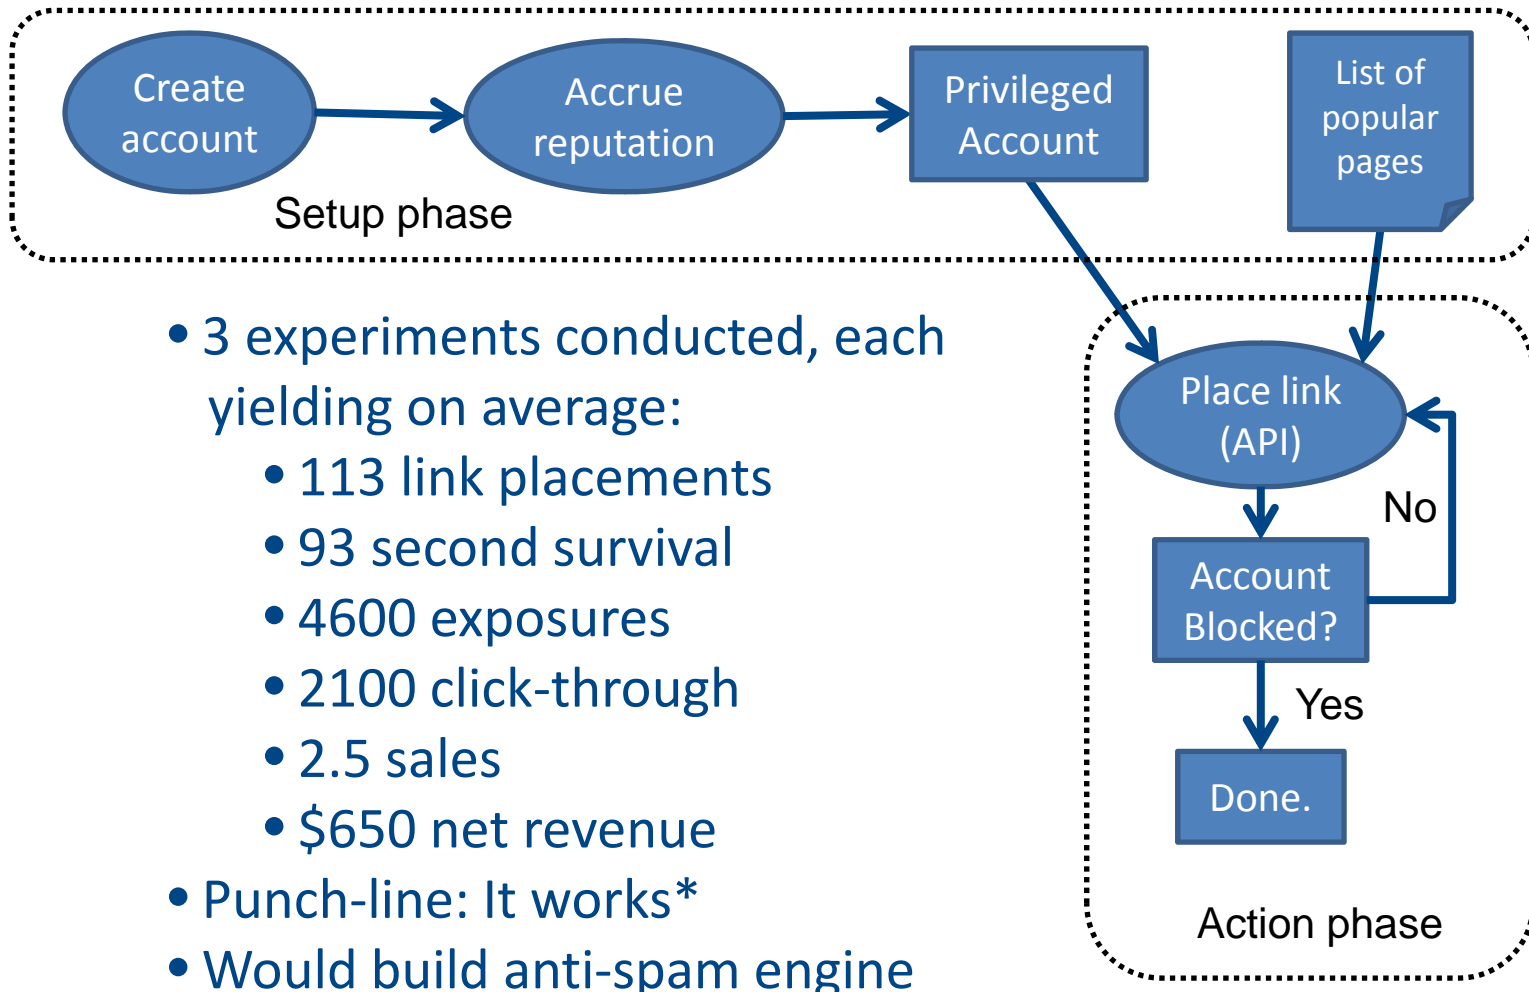 Create
account
Accrue
reputation
Privileged
Account
List of
popular
pages
Setup phase
• 3 experiments conducted, each
yielding on average:
• 113 link placements
• 93 second survival
• 4600 exposures
• 2100 click-through
• 2.5 sales
• $650 net revenue
• Punch-line: It works*
• Would build anti-spam engine
Place link
(API)
No
Account
Blocked?
Yes
Done.
Action phase